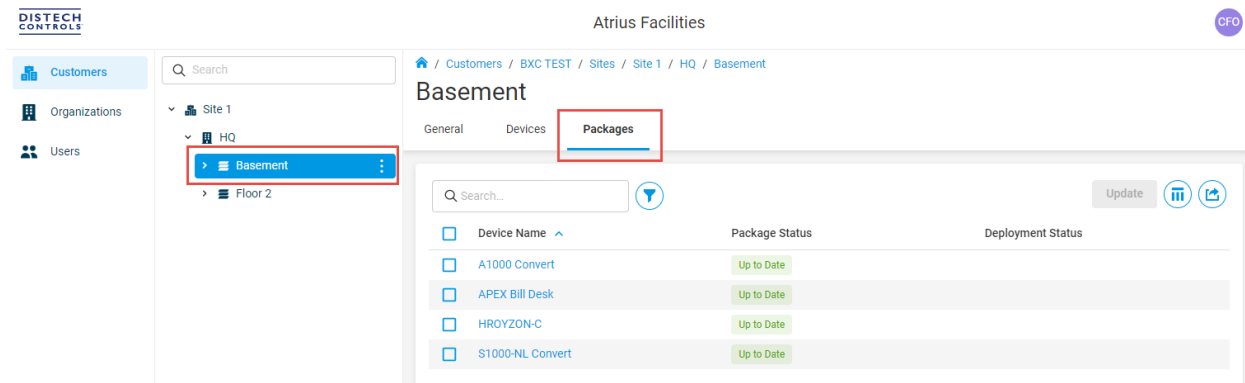 DISTECH
CONTROLS
Atrius Facilities
CFO
Customers
Organizations
Users
Search
Site 1
HQ
Basement
Floor 2
/ Customers / BXC TEST / Sites / Site 1 / HQ / Basement
Basement
General Devices Packages
Search...
Update
Device Name Package Status Deployment Status
A1000 Convert Up to Date
APEX Bill Desk Up to Date
HROYZON-C Up to Date
S1000-NL Convert Up to Date